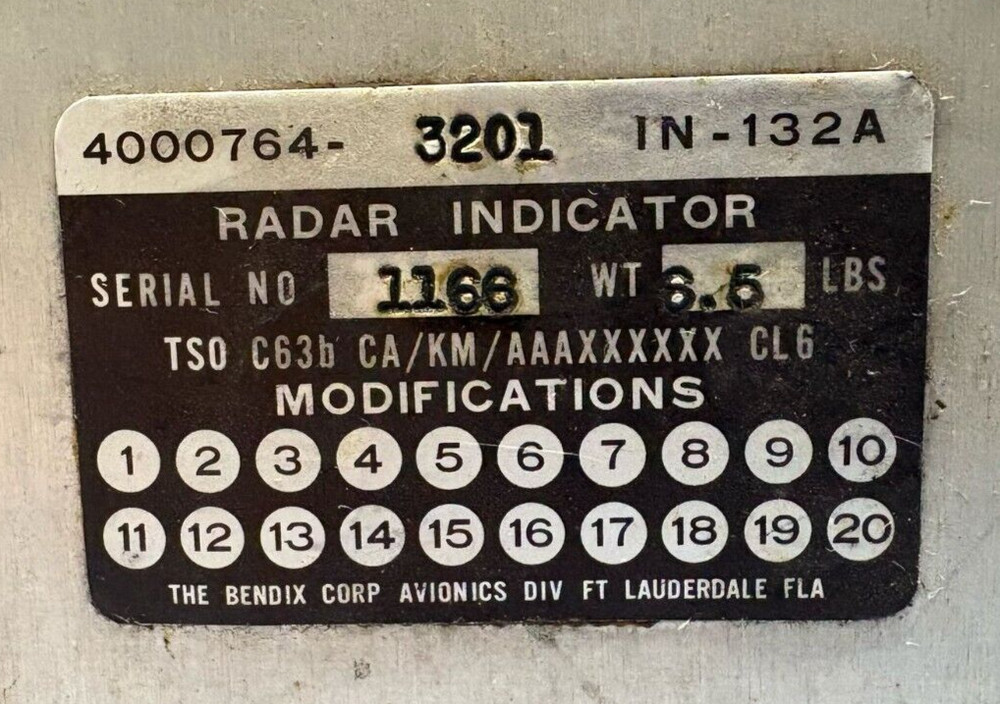 4000764- 3201 IN-132A
RADAR INDICATOR
SERIAL NO 1166 WT 6.5 LBS
TSO C63b CA/KM/AAAXXXXXX CL6
MODIFICATIONS
1 2 3 4 5 6 7 8 9 10
11 12 13 14 15 16 17 18 19 20
THE BENDIX CORP AVIONICS DIV FT LAUDERDALE FLA